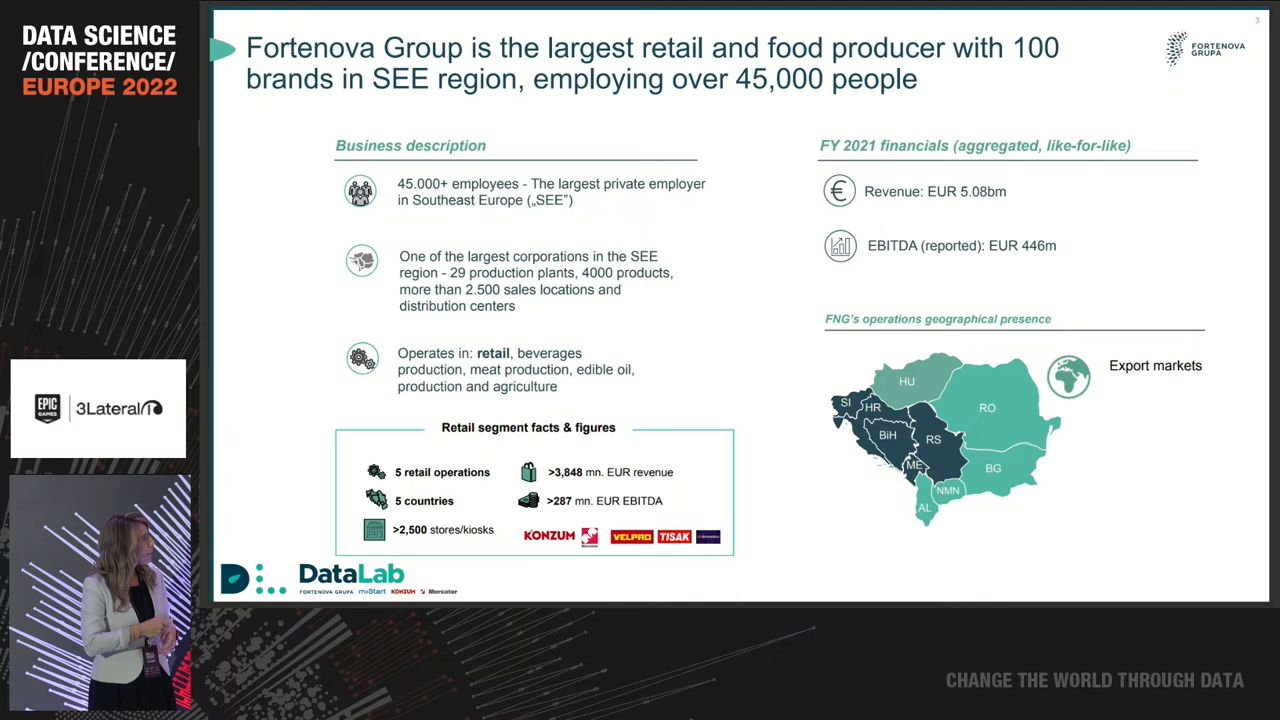 DATA SCIENCE
/CONFERENCE/
EUROPE 2022
EPIC
GAMES
3Lateral
3
Fortenova Group is the largest retail and food producer with 100
brands in SEE region, employing over 45,000 people
FORTENOVA
GRUPA
Business description
45.000+ employees - The largest private employer
in Southeast Europe („SEE”)
One of the largest corporations in the SEE
region - 29 production plants, 4000 products,
more than 2.500 sales locations and
distribution centers
Operates in: retail, beverages
production, meat production, edible oil,
production and agriculture
Retail segment facts & figures
5 retail operations
>3,848 mn. EUR revenue
5 countries
>287 mn. EUR EBITDA
>2,500 stores/kiosks
KONZUM
Mercator
VELPRO
TISAK
FY 2021 financials (aggregated, like-for-like)
€
Revenue: EUR 5.08bm
EBITDA (reported): EUR 446m
FNG’s operations geographical presence
Export markets
HU
SI
HR
RO
BiH
RS
ME
BG
NMN
AL
DataLab
FORTENOVA GRUPA mStart KONZUM Mercator
CHANGE THE WORLD THROUGH DATA